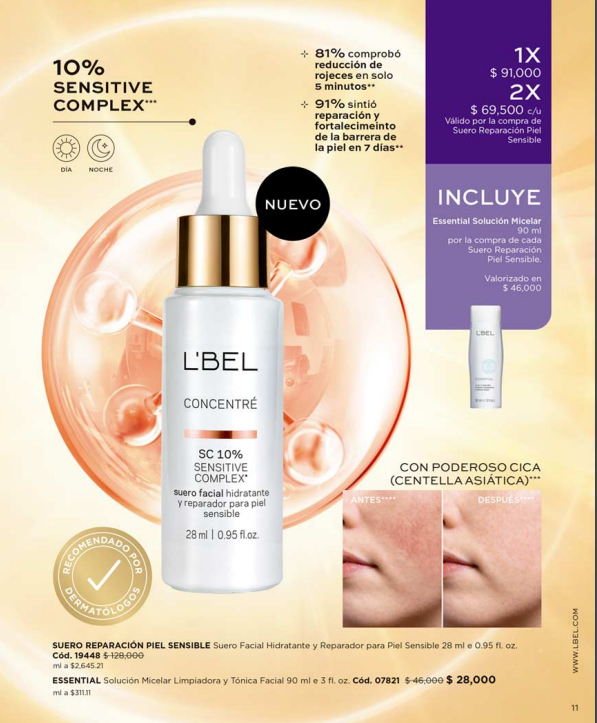 10%
SENSITIVE
COMPLEX***
DÍA
NOCHE
81% comprobó
reducción de
rojeces en solo
5 minutos**
91% sintió
reparación y
fortalecimeinto
de la barrera de
la piel en 7 días**
1X
$ 91,000
2X
$ 69,500 c/u
Válido por la compra de
Suero Reparación Piel
Sensible
NUEVO
INCLUYE
Essential Solución Micelar
90 ml
por la compra de cada
Suero Reparación
Piel Sensible.
Valorizado en
$ 46,000
L'BEL
L'BEL
CONCENTRÉ
SC 10%
SENSITIVE
COMPLEX*
suero facial hidratante
y reparador para piel
sensible
28 ml | 0.95 fl.oz.
CON PODEROSO CICA
(CENTELLA ASIÁTICA)***
ANTES****
DESPUÉS****
RECOMENDADO POR
DERMATÓLOGOS
SUERO REPARACIÓN PIEL SENSIBLE Suero Facial Hidratante y Reparador para Piel Sensible 28 ml e 0.95 fl. oz.
Cód. 19448 $ 128,000
ml a $2,645.21
ESSENTIAL Solución Micelar Limpiadora y Tónica Facial 90 ml e 3 fl. oz. Cód. 07821 $ 46,000 $ 28,000
ml a $311.11
WWW.LBEL.COM
11